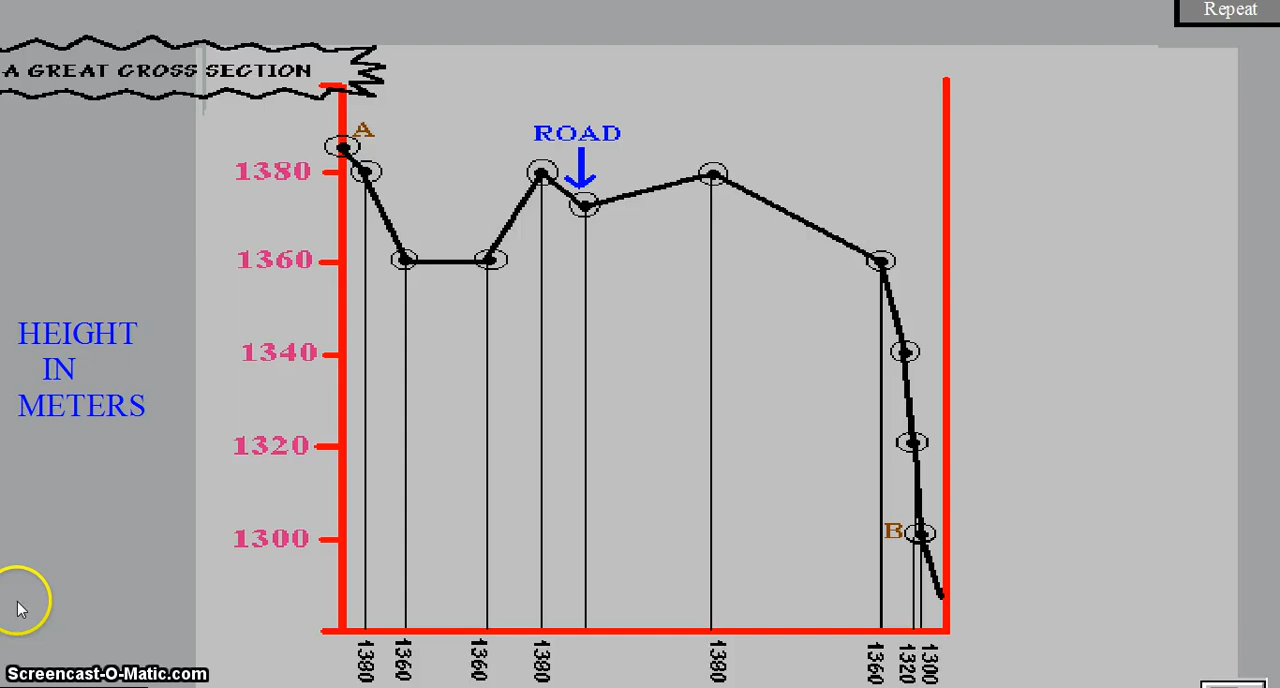 Repeat
A GREAT CROSS SECTION
A
ROAD
1380
1360
HEIGHT
IN
METERS
1340
1320
B
1300
1380
1360
1360
1380
1380
1360
1320
1300
Screencast-O-Matic.com